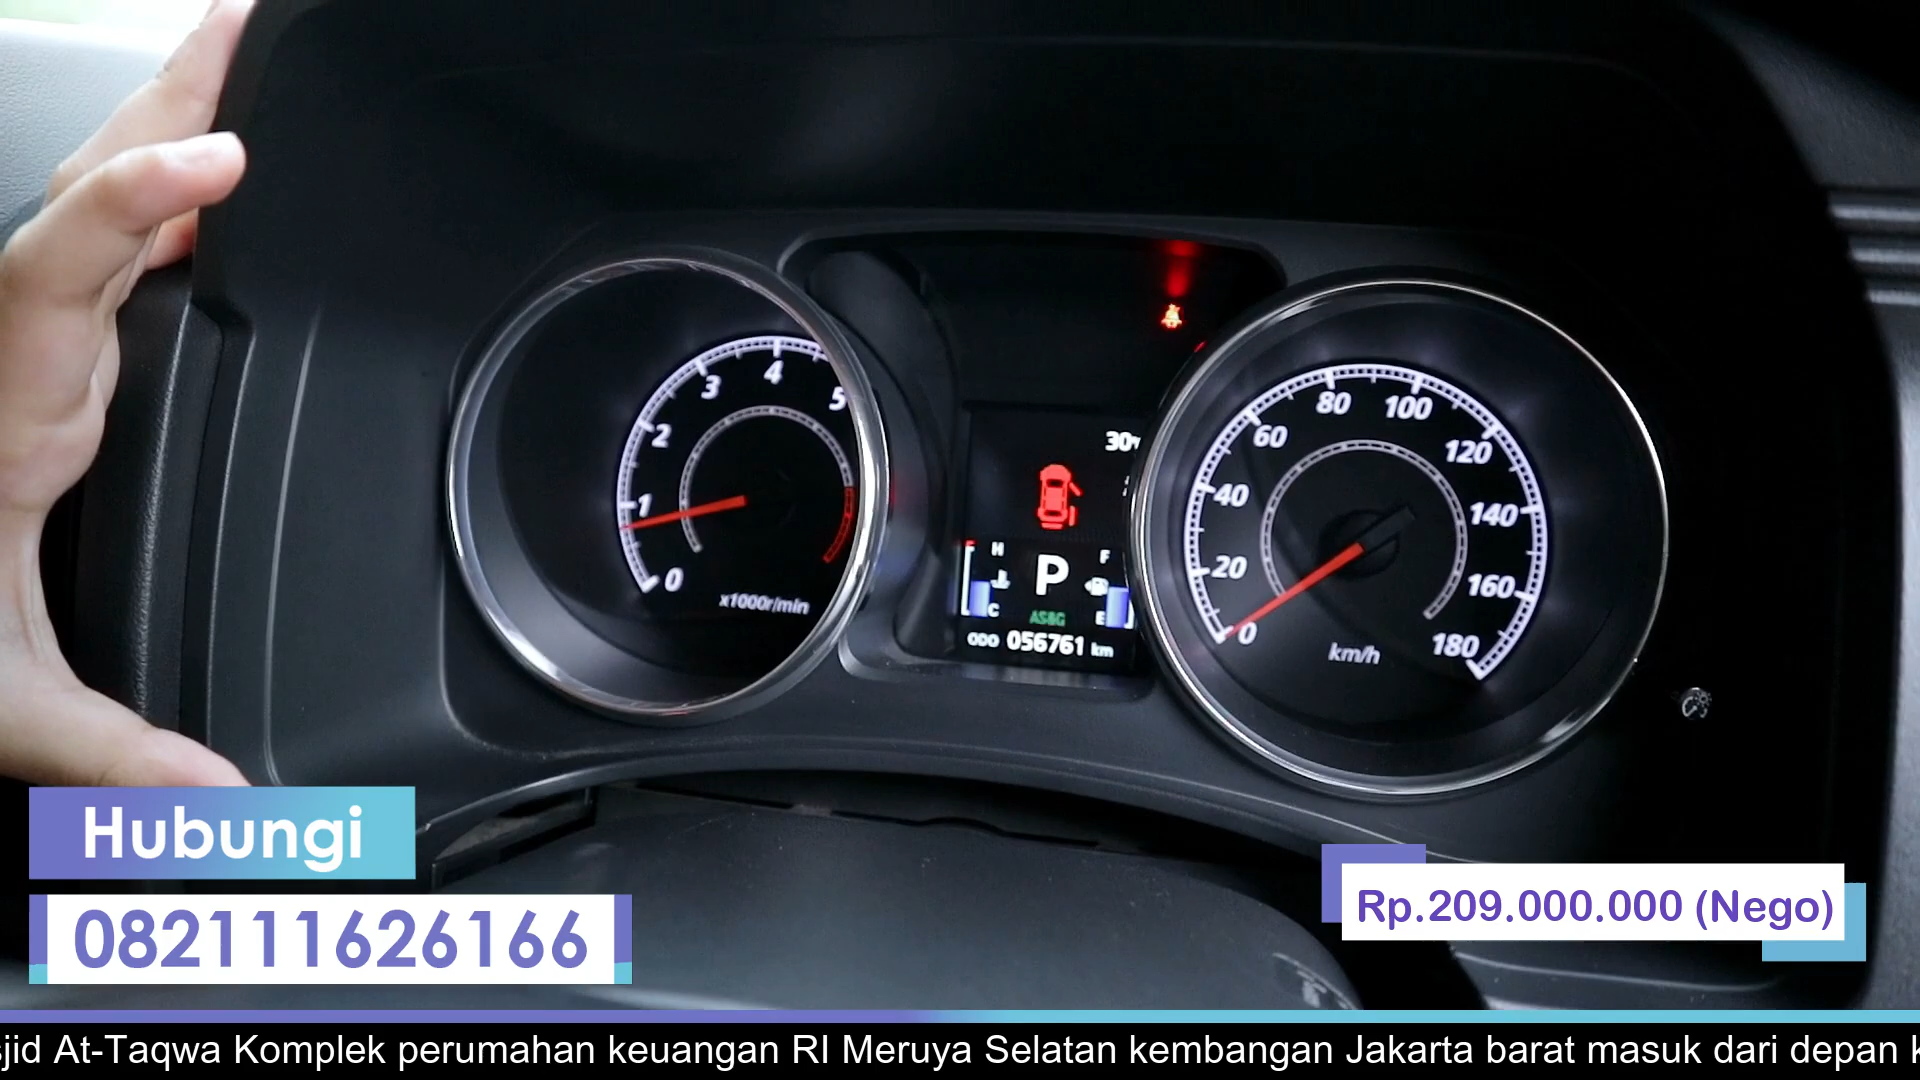 0
1
2
3
4
5
x1000r/min
30
H
F
P
C
AS&G
E
ODO 056761 km
0
20
40
60
80
100
120
140
160
180
km/h
Hubungi
082111626166
Rp.209.000.000 (Nego)
At-Taqwa Komplek perumahan keuangan RI Meruya Selatan kembangan Jakarta barat masuk dari depan